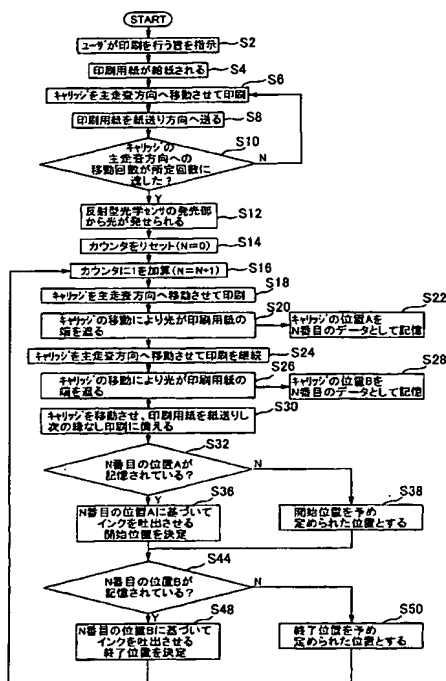 START
ユーザが印刷を行う旨を指示
S2
印刷用紙が給紙される
S4
キャリッジを主走査方向へ移動させて印刷
S6
印刷用紙を紙送り方向へ送る
S8
キャリッジの
主走査方向への
移動回数が所定回数に
達した?
S10
N
Y
反射型光学センサの発光部
から光が発せられる
S12
カウンタをリセット(N=0)
S14
カウンタに1を加算(N=N+1)
S16
キャリッジを主走査方向へ移動させて印刷
S18
キャリッジの移動により光が印刷用紙の
端を遮る
S20
キャリッジの位置Aを
N番目のデータとして記憶
S22
キャリッジを主走査方向へ移動させて印刷を継続
S24
キャリッジの移動により光が印刷用紙の
端を遮る
S26
キャリッジの位置Bを
N番目のデータとして記憶
S28
キャリッジを移動させ、印刷用紙を紙送りし
次の縁なし印刷に備える
S30
N番目の位置Aが
記憶されている?
S32
N
Y
N番目の位置Aに基づいて
インクを吐出させる
開始位置を決定
S36
開始位置を予め
定められた位置とする
S38
N番目の位置Bが
記憶されている?
S44
N
Y
N番目の位置Bに基づいて
インクを吐出させる
終了位置を決定
S48
終了位置を予め
定められた位置とする
S50